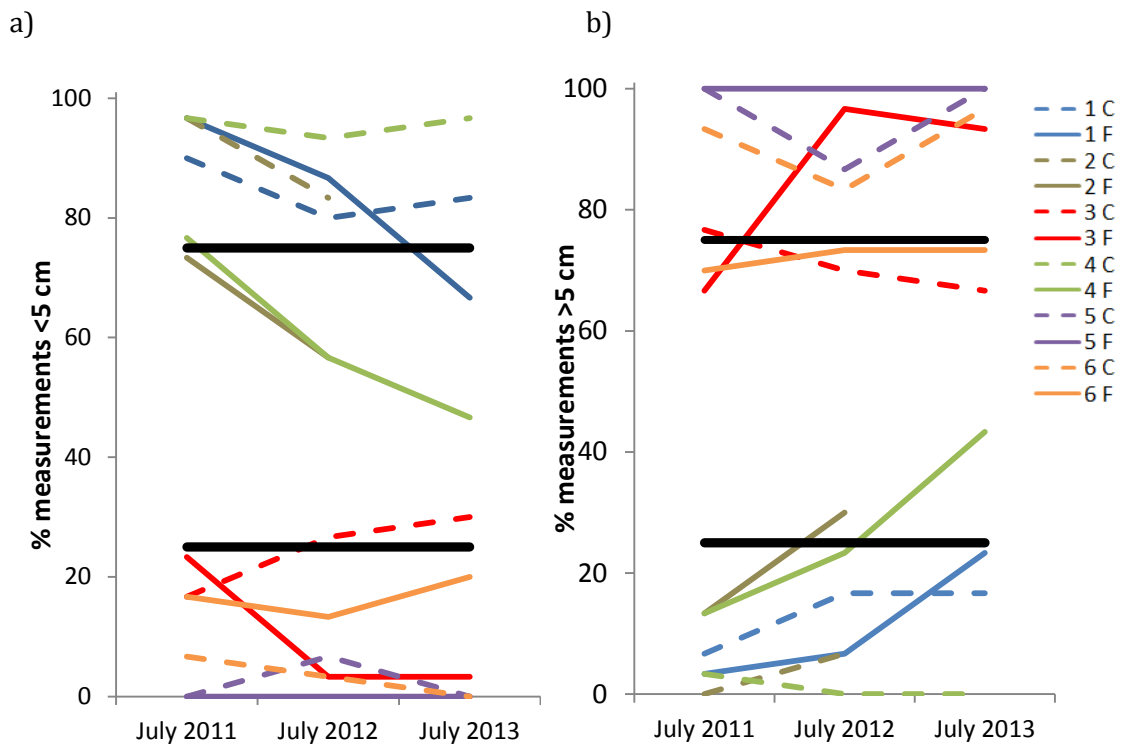 a)
b)
% measurements <5 cm
100
80
60
40
20
0
July 2011 July 2012 July 2013
% measurements >5 cm
100
80
60
40
20
0
July 2011 July 2012 July 2013
1 C
1 F
2 C
2 F
3 C
3 F
4 C
4 F
5 C
5 F
6 C
6 F